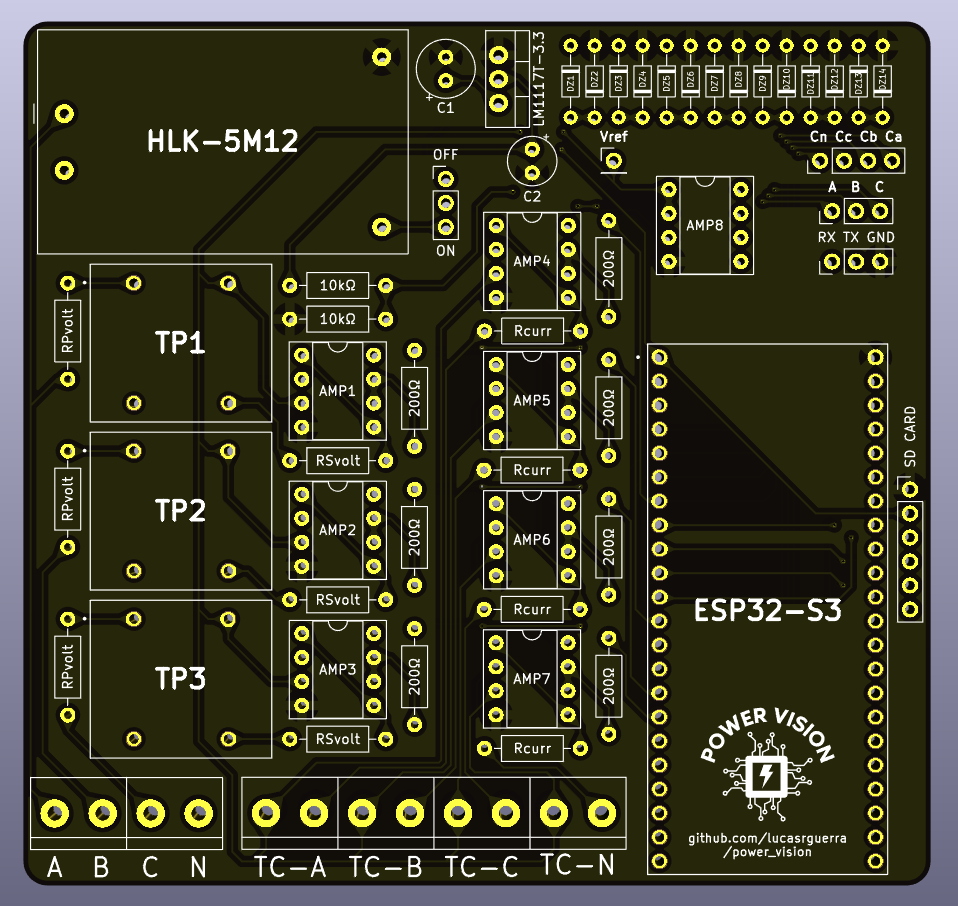 HLK-5M12
C1
+
LM1117T-3.3
DZ1
DZ2
DZ3
DZ4
DZ5
DZ6
DZ7
DZ8
DZ9
DZ10
DZ11
DZ12
DZ13
DZ14
OFF
ON
+
C2
Vref
Cn Cc Cb Ca
A B C
RX TX GND
AMP8
10kΩ
10kΩ
AMP4
200Ω
Rcurr
RPvolt
TP1
AMP1
200Ω
RSvolt
AMP5
200Ω
Rcurr
RPvolt
TP2
AMP2
200Ω
RSvolt
AMP6
200Ω
Rcurr
RPvolt
TP3
AMP3
200Ω
RSvolt
AMP7
200Ω
Rcurr
SD CARD
ESP32-S3
POWER VISION
github.com/lucasrguerra
/power_vision
A B C N
TC-A TC-B TC-C TC-N